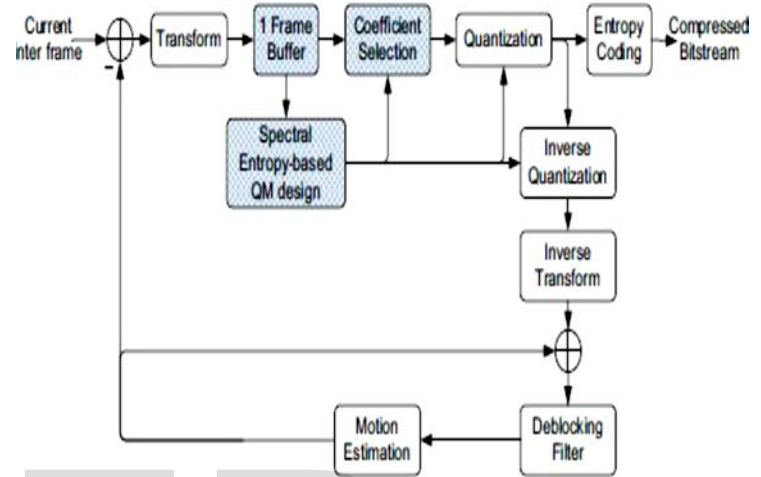 Current
inter frame
-
Transform
1 Frame
Buffer
Coefficient
Selection
Quantization
Entropy
Coding
Compressed
Bitstream
Spectral
Entropy-based
QM design
Inverse
Quantization
Inverse
Transform
Motion
Estimation
Deblocking
Filter